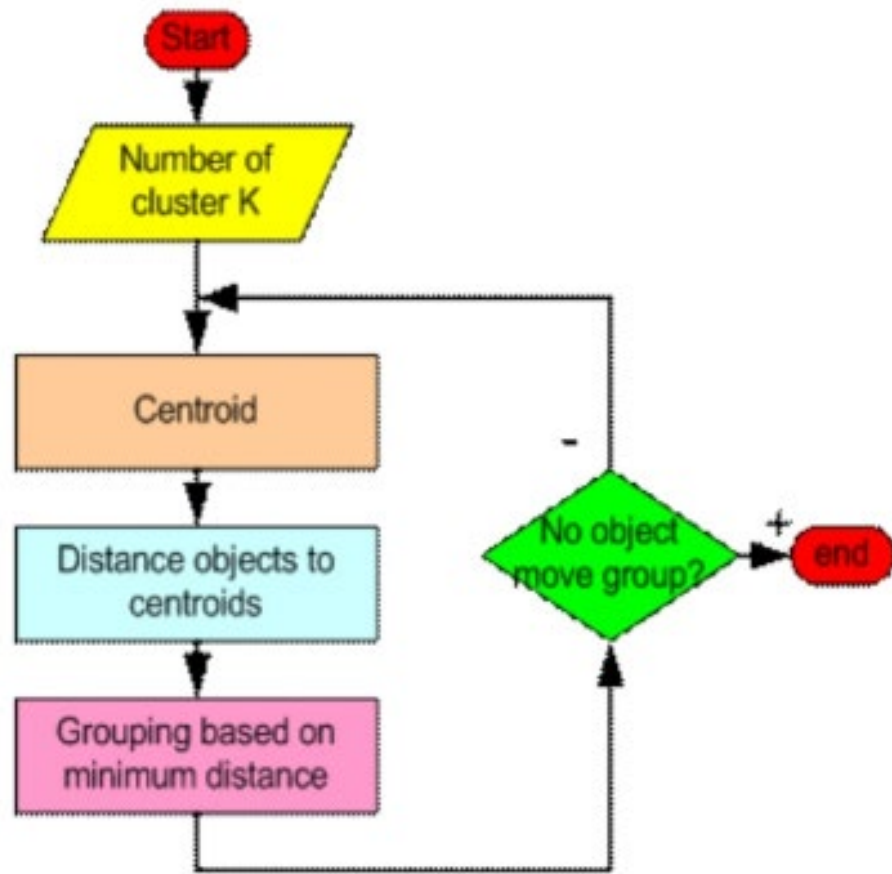 Start
Number of
cluster K
Centroid
Distance objects to
centroids
Grouping based on
minimum distance
-
No object
move group?
+
end